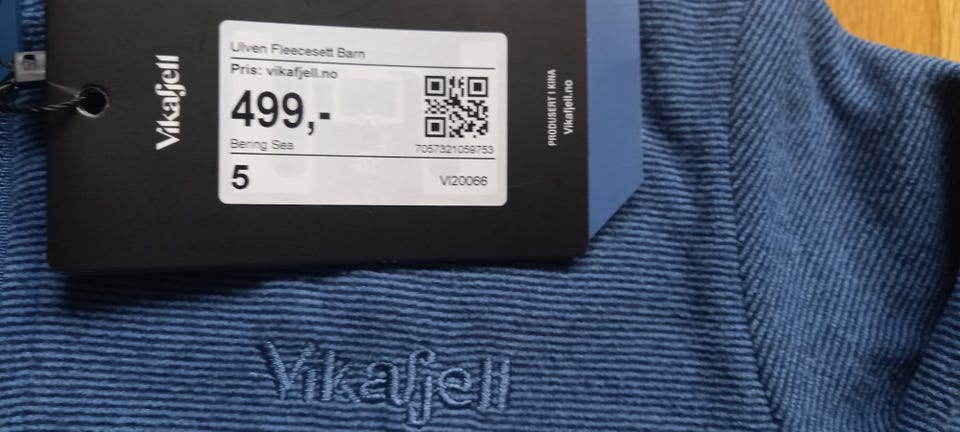 Vikafjell
Ulven Fleecesett Barn
Pris: vikafjell.no
499,-
Bering Sea
7057321059753
5
VI20066
PRODUSERT I KINA
Vikafjell.no
Vikafjell